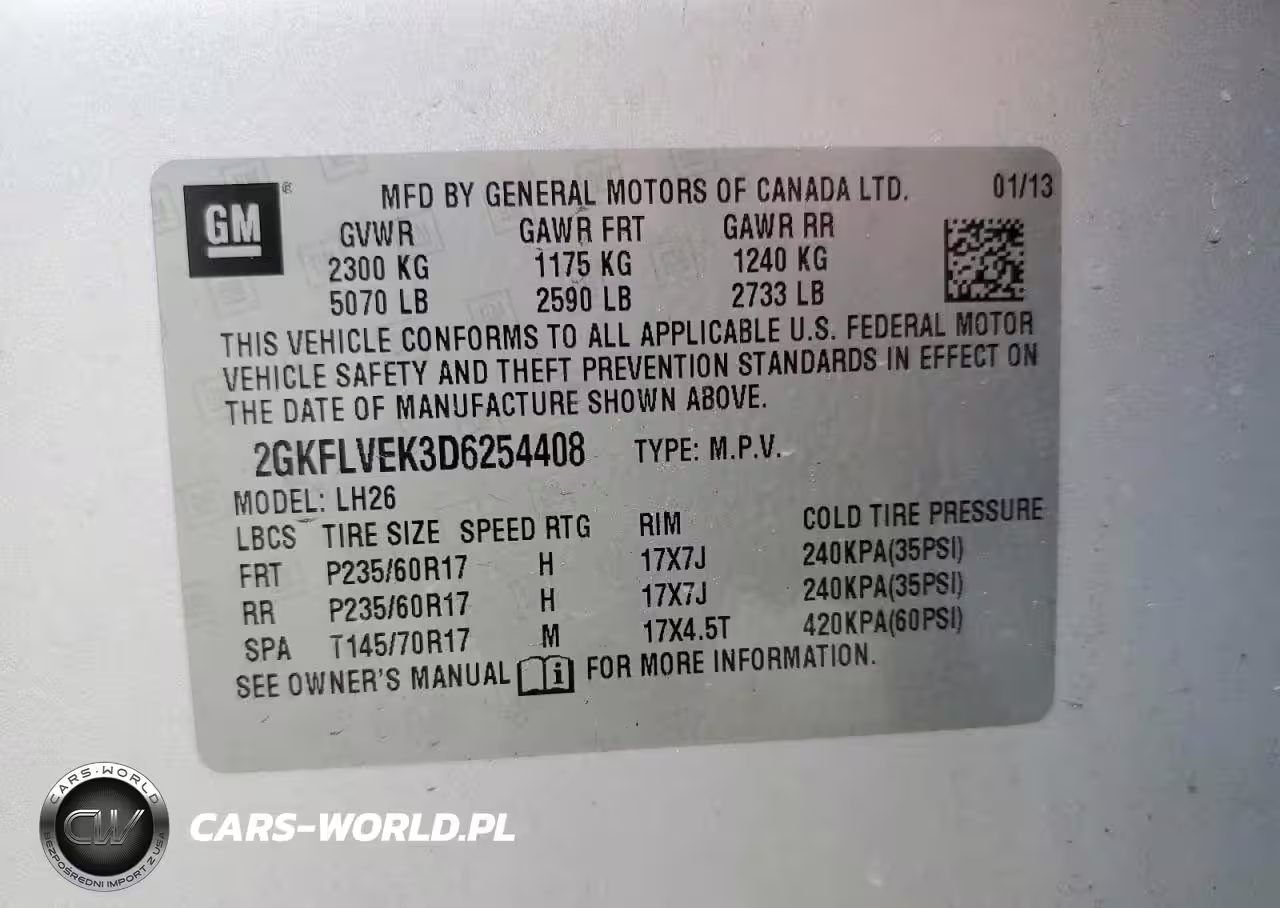 GM ®
MFD BY GENERAL MOTORS OF CANADA LTD. 01/13
GVWR GAWR FRT GAWR RR
2300 KG 1175 KG 1240 KG
5070 LB 2590 LB 2733 LB
THIS VEHICLE CONFORMS TO ALL APPLICABLE U.S. FEDERAL MOTOR
VEHICLE SAFETY AND THEFT PREVENTION STANDARDS IN EFFECT ON
THE DATE OF MANUFACTURE SHOWN ABOVE.
2GKFLVEK3D6254408 TYPE: M.P.V.
MODEL: LH26
LBCS TIRE SIZE SPEED RTG RIM COLD TIRE PRESSURE
FRT P235/60R17 H 17X7J 240KPA(35PSI)
RR P235/60R17 H 17X7J 240KPA(35PSI)
SPA T145/70R17 M 17X4.5T 420KPA(60PSI)
SEE OWNER'S MANUAL i FOR MORE INFORMATION.
CARS-WORLD
CW
BEZPOŚREDNI IMPORT Z USA
CARS-WORLD.PL